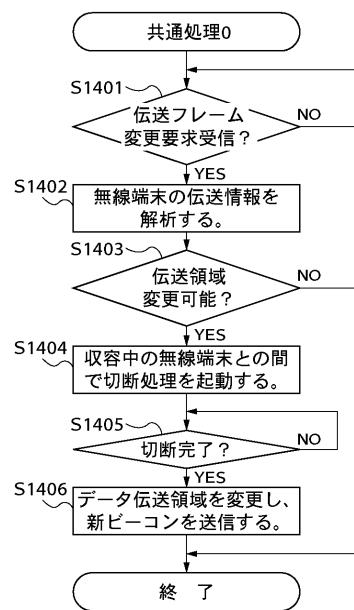 共通処理0
S1401
伝送フレーム
変更要求受信？
NO
YES
S1402
無線端末の伝送情報を
解析する。
S1403
伝送領域
変更可能？
NO
YES
S1404
収容中の無線端末との間
で切断処理を起動する。
S1405
切断完了？
NO
YES
S1406
データ伝送領域を変更し、
新ビーコンを送信する。
終 了